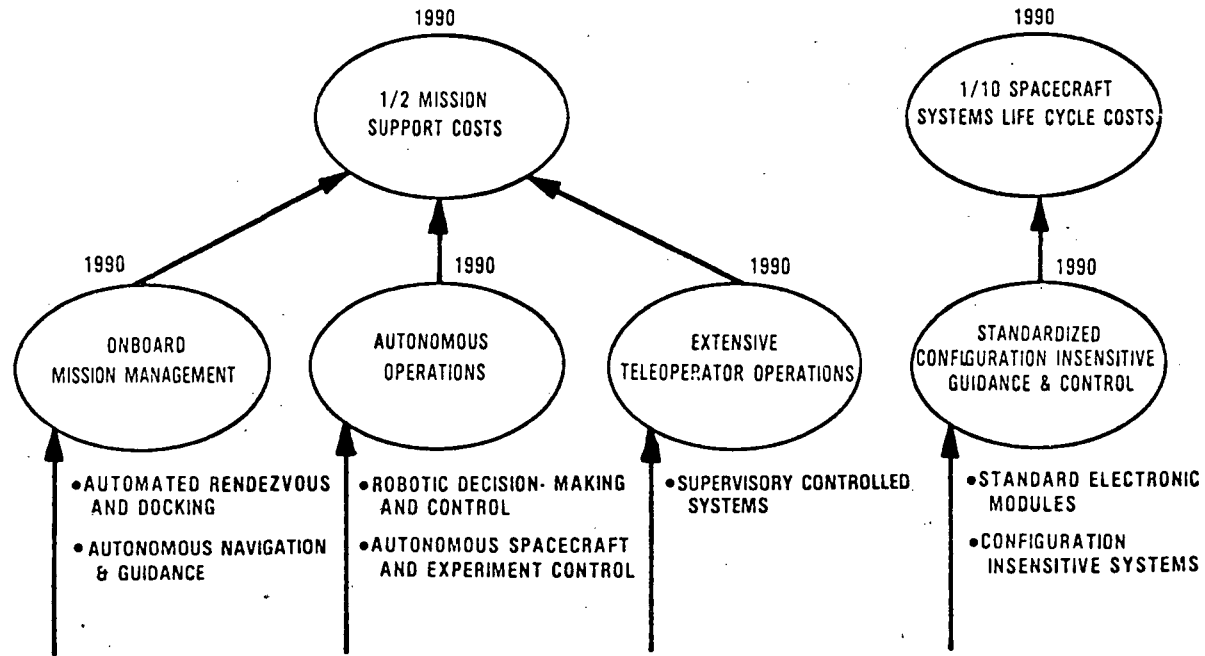 1990
1/2 MISSION
SUPPORT COSTS
1990
1/10 SPACECRAFT
SYSTEMS LIFE CYCLE COSTS
1990
ONBOARD
MISSION MANAGEMENT
1990
AUTONOMOUS
OPERATIONS
1990
EXTENSIVE
TELEOPERATOR OPERATIONS
1990
STANDARDIZED
CONFIGURATION INSENSITIVE
GUIDANCE & CONTROL
•AUTOMATED RENDEZVOUS
AND DOCKING
•AUTONOMOUS NAVIGATION
& GUIDANCE
•ROBOTIC DECISION-MAKING
AND CONTROL
•AUTONOMOUS SPACECRAFT
AND EXPERIMENT CONTROL
•SUPERVISORY CONTROLLED
SYSTEMS
•STANDARD ELECTRONIC
MODULES
•CONFIGURATION
INSENSITIVE SYSTEMS